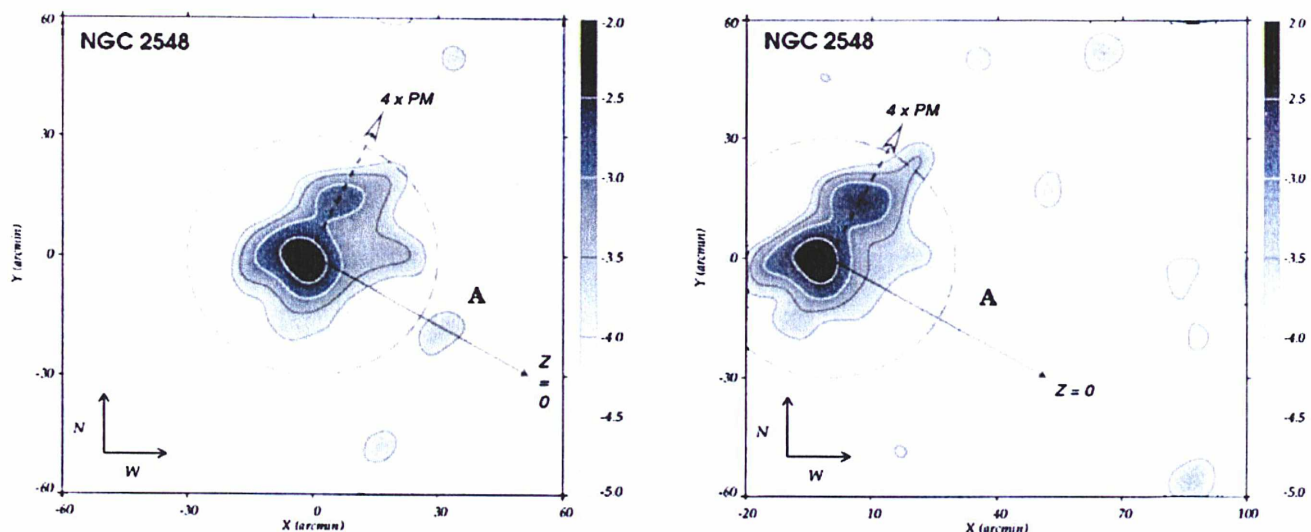 NGC 2548
4 x PM
A
Z
=
0
N
W
60
30
0
-30
-60
Y (arcmin)
-60
-30
0
30
60
X (arcmin)
-2.0
-2.5
-3.0
-3.5
-4.0
-4.5
-5.0
NGC 2548
4 x PM
A
Z = 0
N
W
60
30
0
-30
-60
Y (arcmin)
-20
10
40
70
100
X (arcmin)
2.0
2.5
-3.0
-3.5
-4.0
-4.5
-5.0